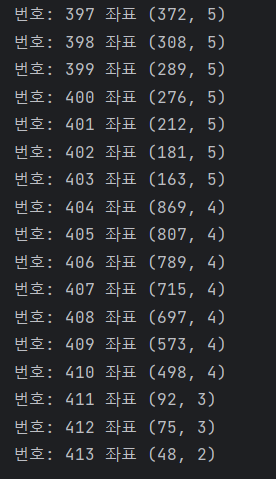 번호: 397 좌표 (372, 5)
번호: 398 좌표 (308, 5)
번호: 399 좌표 (289, 5)
번호: 400 좌표 (276, 5)
번호: 401 좌표 (212, 5)
번호: 402 좌표 (181, 5)
번호: 403 좌표 (163, 5)
번호: 404 좌표 (869, 4)
번호: 405 좌표 (807, 4)
번호: 406 좌표 (789, 4)
번호: 407 좌표 (715, 4)
번호: 408 좌표 (697, 4)
번호: 409 좌표 (573, 4)
번호: 410 좌표 (498, 4)
번호: 411 좌표 (92, 3)
번호: 412 좌표 (75, 3)
번호: 413 좌표 (48, 2)